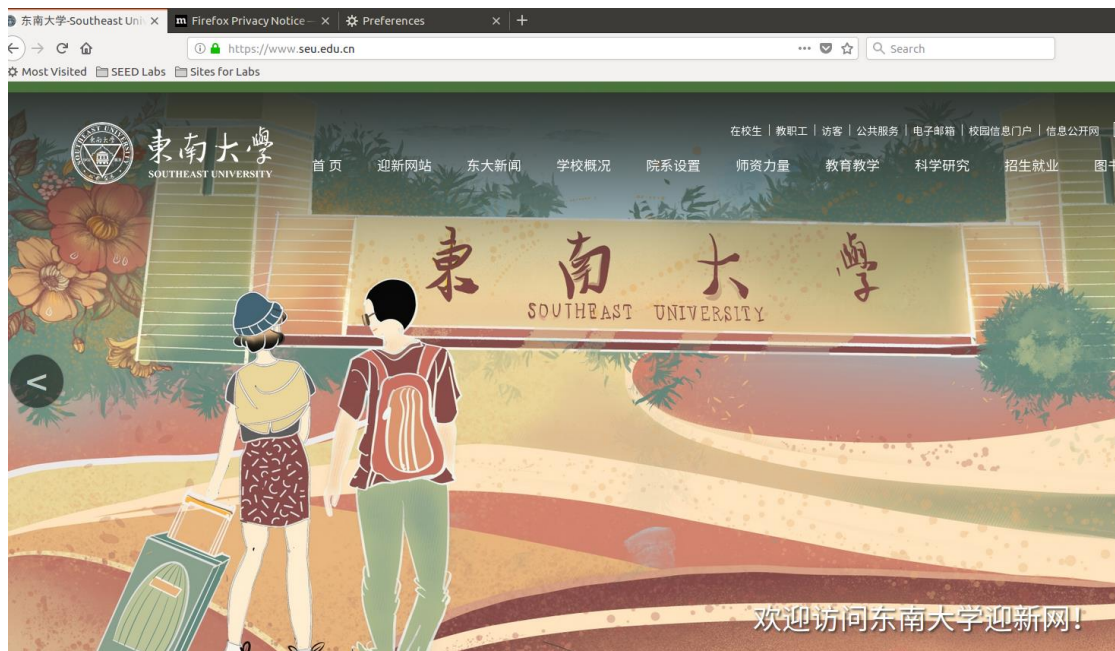 东南大学-Southeast Uni
Firefox Privacy Notice —
Preferences
https://www.seu.edu.cn
Search
Most Visited
SEED Labs
Sites for Labs
在校生 | 教职工 | 访客 | 公共服务 | 电子邮箱 | 校园信息门户 | 信息公开网
東南大學
SOUTHEAST UNIVERSITY
首 页 迎新网站 东大新闻 学校概况 院系设置 师资力量 教育教学 科学研究 招生就业 图书
東南大學
SOUTHEAST UNIVERSITY
欢迎访问东南大学迎新网!